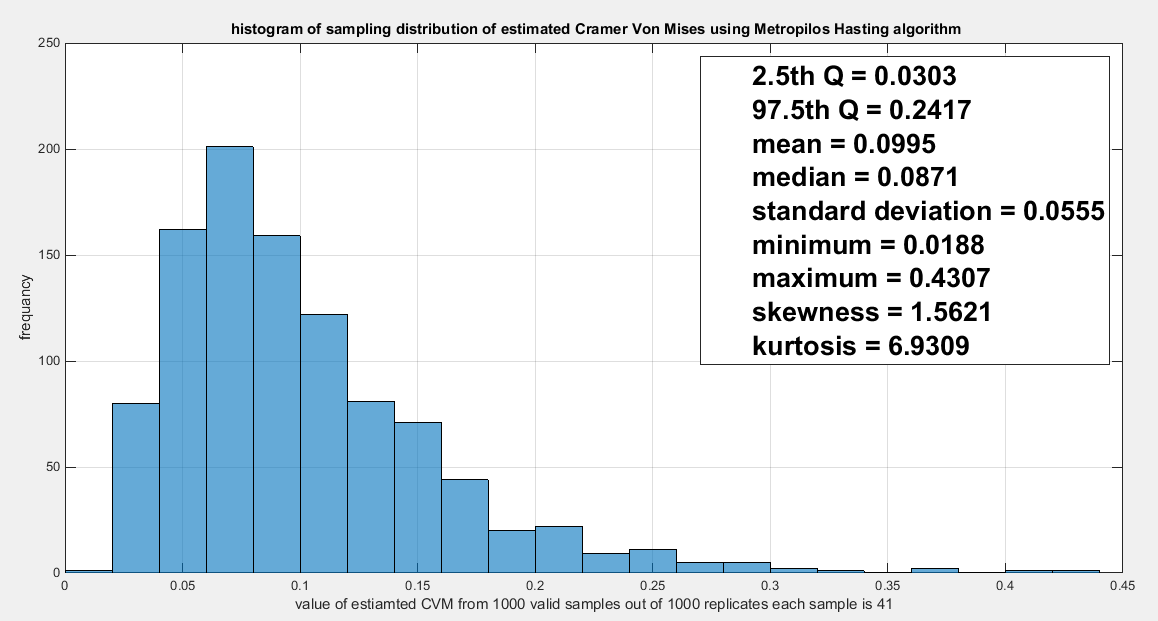 histogram of sampling distribution of estimated Cramer Von Mises using Metropilos Hasting algorithm
250
200
150
100
50
0
frequancy
2.5th Q = 0.0303
97.5th Q = 0.2417
mean = 0.0995
median = 0.0871
standard deviation = 0.0555
minimum = 0.0188
maximum = 0.4307
skewness = 1.5621
kurtosis = 6.9309
0 0.05 0.1 0.15 0.2 0.25 0.3 0.35 0.4 0.45
value of estiamted CVM from 1000 valid samples out of 1000 replicates each sample is 41